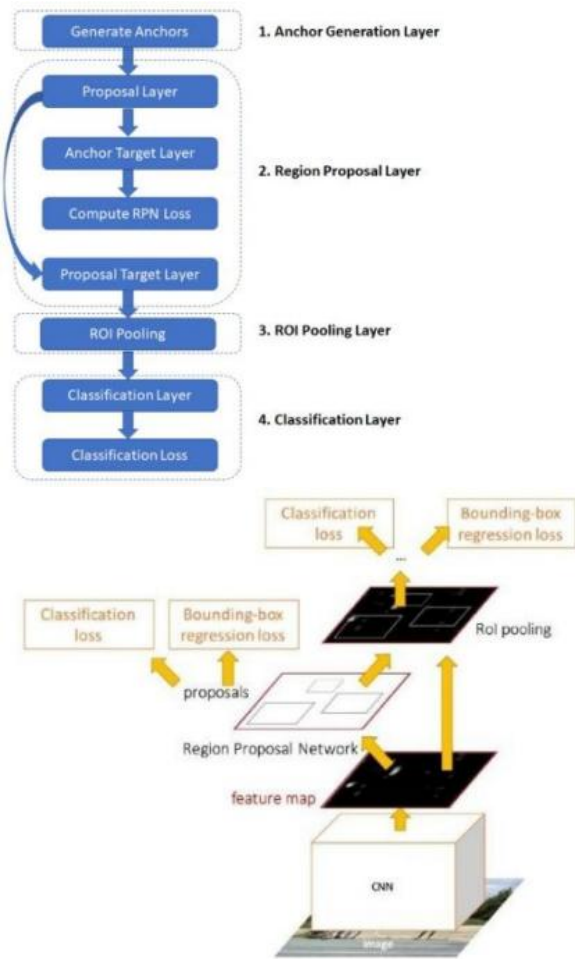 Generate Anchors
1. Anchor Generation Layer
Proposal Layer
Anchor Target Layer
2. Region Proposal Layer
Compute RPN Loss
Proposal Target Layer
ROI Pooling
3. ROI Pooling Layer
Classification Layer
4. Classification Layer
Classification Loss
Classification
loss
Bounding-box
regression loss
...
Classification
loss
Bounding-box
regression loss
RoI pooling
proposals
Region Proposal Network
feature map
CNN
image